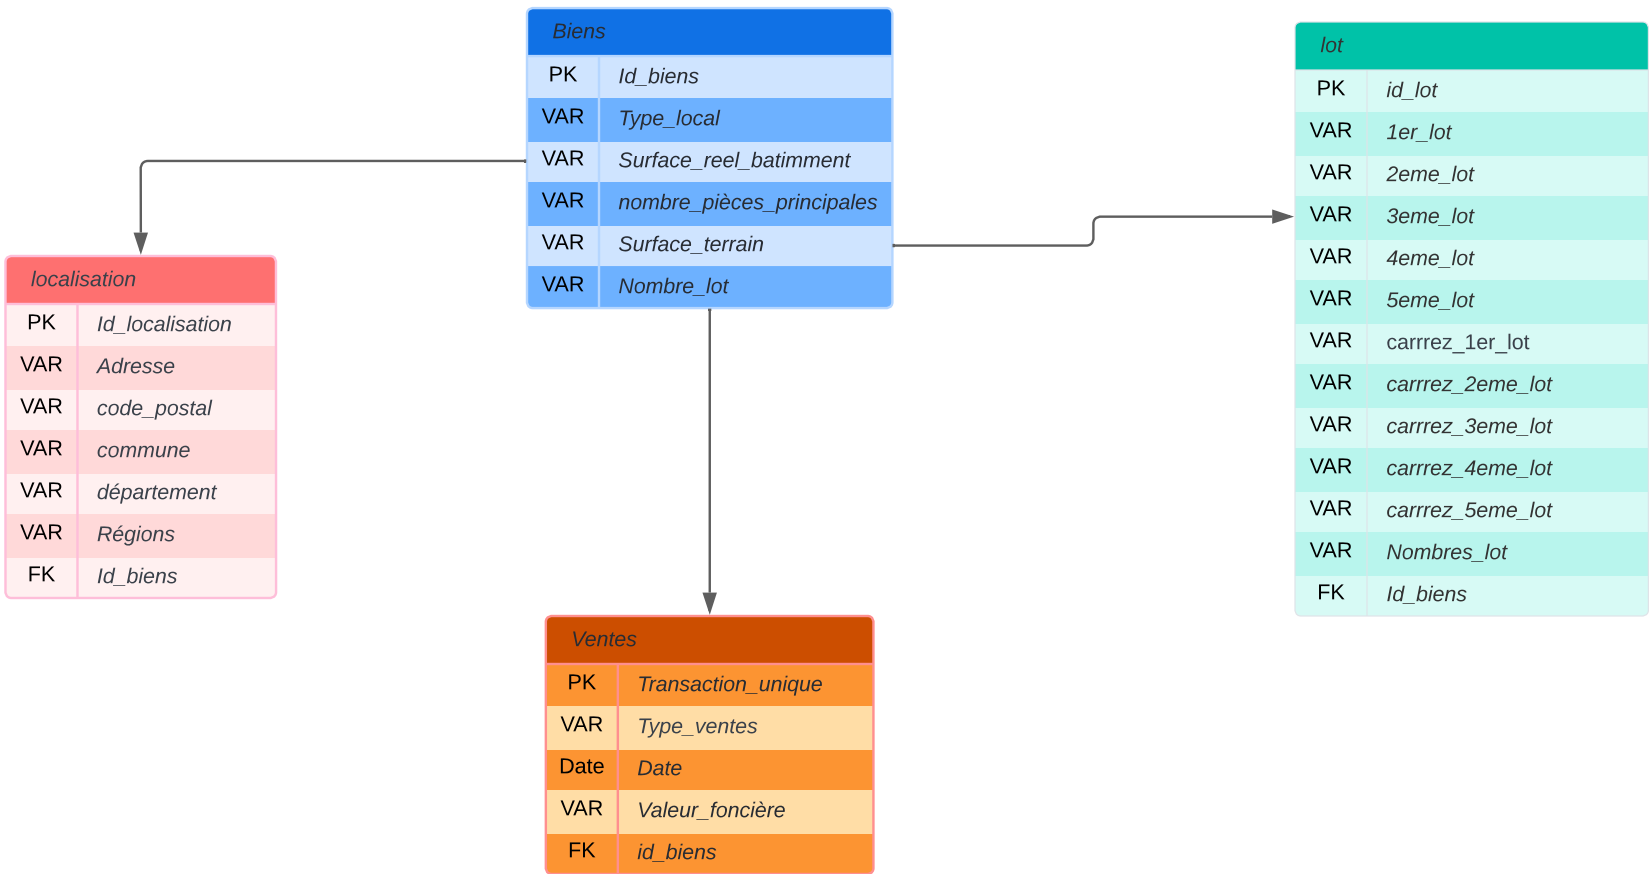 Biens
PK Id_biens
VAR Type_local
VAR Surface_reel_batimment
VAR nombre_pièces_principales
VAR Surface_terrain
VAR Nombre_lot
lot
PK id_lot
VAR 1er_lot
VAR 2eme_lot
VAR 3eme_lot
VAR 4eme_lot
VAR 5eme_lot
VAR carrrez_1er_lot
VAR carrrez_2eme_lot
VAR carrrez_3eme_lot
VAR carrrez_4eme_lot
VAR carrrez_5eme_lot
VAR Nombres_lot
FK Id_biens
localisation
PK Id_localisation
VAR Adresse
VAR code_postal
VAR commune
VAR département
VAR Régions
FK Id_biens
Ventes
PK Transaction_unique
VAR Type_ventes
Date Date
VAR Valeur_foncière
FK id_biens